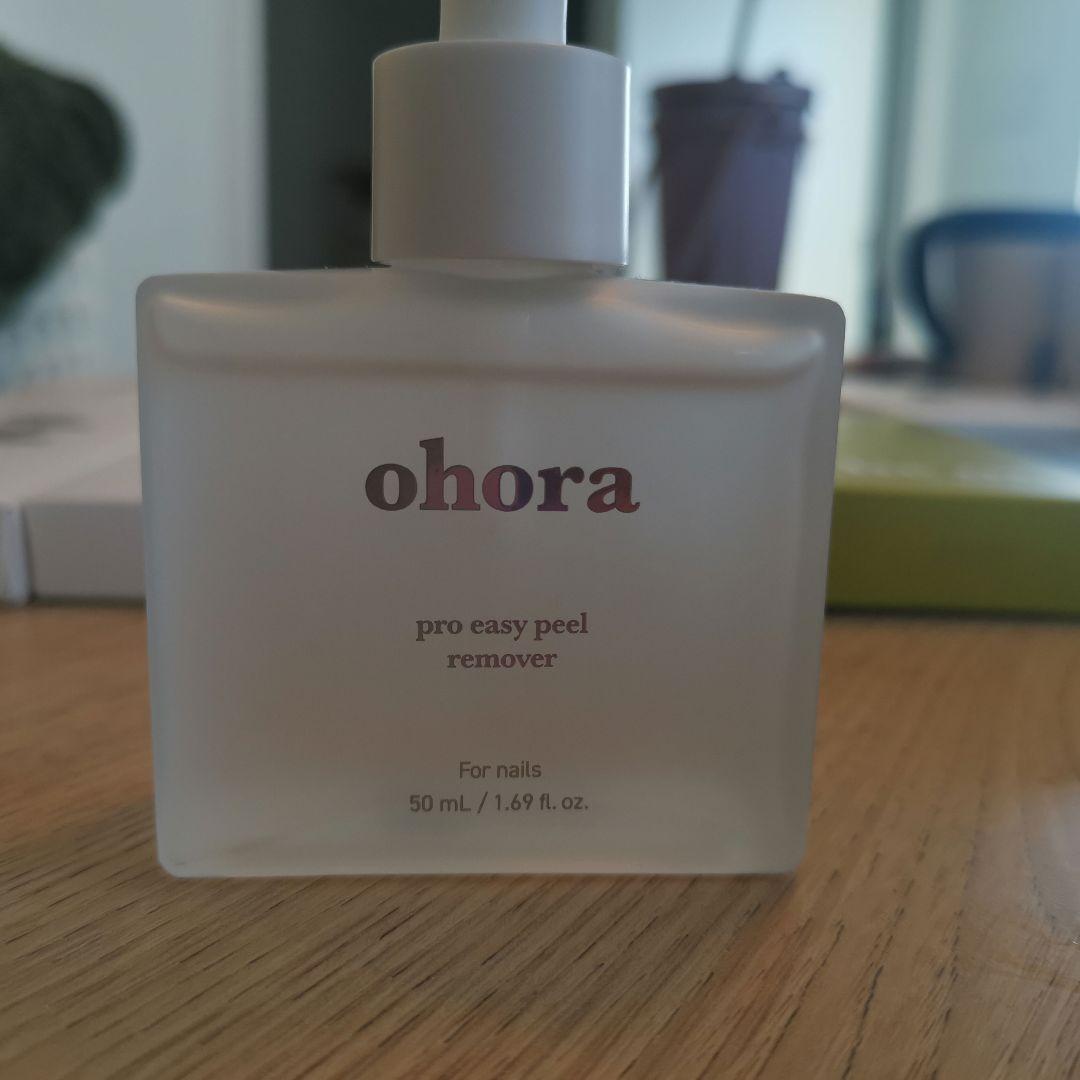 ohora
pro easy peel
remover
For nails
50 mL / 1.69 fl. oz.